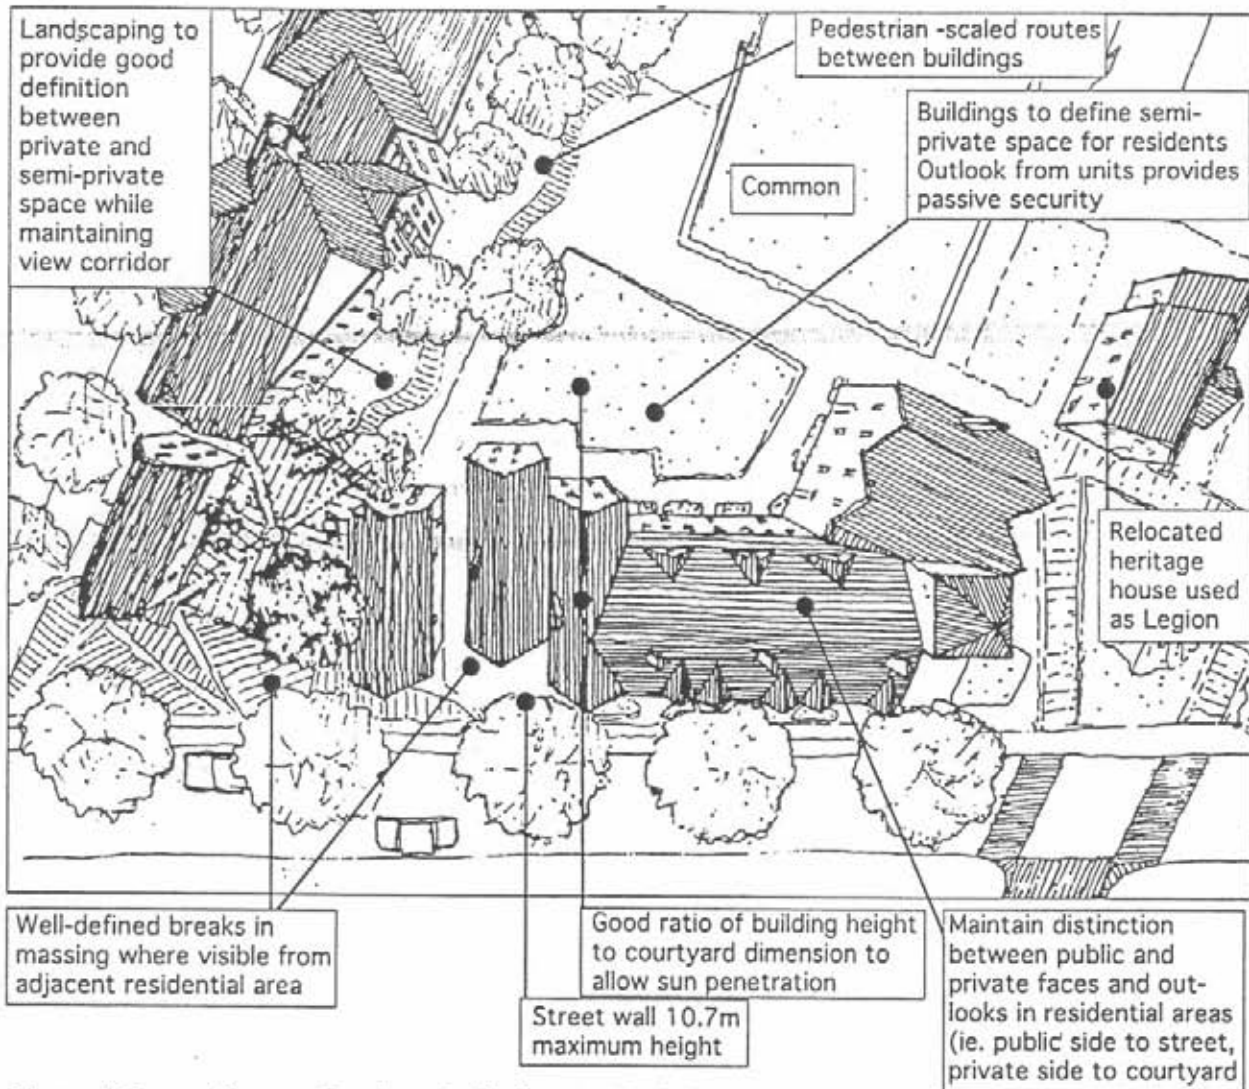 Landscaping to
provide good
definition
between
private and
semi-private
space while
maintaining
view corridor
Pedestrian -scaled routes
between buildings
Buildings to define semi-
private space for residents
Outlook from units provides
passive security
Common
Relocated
heritage
house used
as Legion
Well-defined breaks in
massing where visible from
adjacent residential area
Good ratio of building height
to courtyard dimension to
allow sun penetration
Street wall 10.7m
maximum height
Maintain distinction
between public and
private faces and out-
looks in residential areas
(ie. public side to street,
private side to courtyard